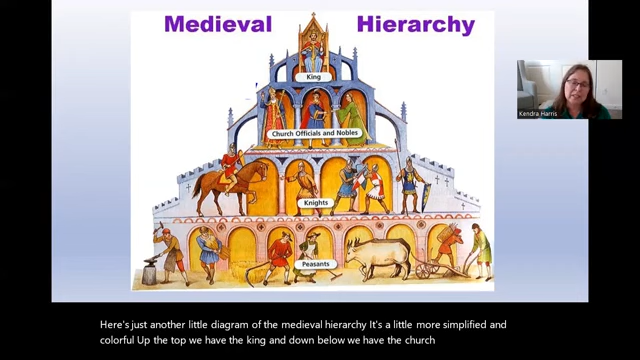 Medieval Hierarchy
King
Church Officials and Nobles
Knights
Peasants
Kendra Harris
Here's just another little diagram of the medieval hierarchy It's a little more simplified and
colorful Up the top we have the king and down below we have the church